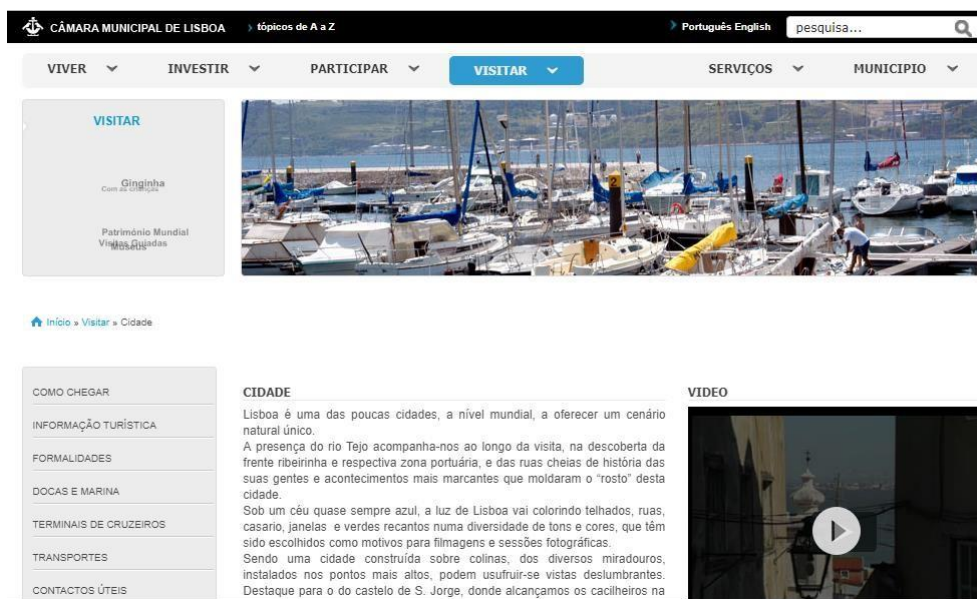 CÂMARA MUNICIPAL DE LISBOA
tópicos de A a Z
Português English
pesquisa...
VIVER
INVESTIR
PARTICIPAR
VISITAR
SERVIÇOS
MUNICIPIO
VISITAR
Ginginha
Com as crianças
Património Mundial
Visitas Guiadas
Museus
Início » Visitar » Cidade
COMO CHEGAR
INFORMAÇÃO TURÍSTICA
FORMALIDADES
DOCAS E MARINA
TERMINAIS DE CRUZEIROS
TRANSPORTES
CONTACTOS ÚTEIS
CIDADE
Lisboa é uma das poucas cidades, a nível mundial, a oferecer um cenário
natural único.
A presença do rio Tejo acompanha-nos ao longo da visita, na descoberta da
frente ribeirinha e respectiva zona portuária, e das ruas cheias de história das
suas gentes e acontecimentos mais marcantes que moldaram o "rosto" desta
cidade.
Sob um céu quase sempre azul, a luz de Lisboa vai colorindo telhados, ruas,
casario, janelas e verdes recantos numa diversidade de tons e cores, que têm
sido escolhidos como motivos para filmagens e sessões fotográficas.
Sendo uma cidade construída sobre colinas, dos diversos miradouros,
instalados nos pontos mais altos, podem usufruir-se vistas deslumbrantes.
Destaque para o do castelo de S. Jorge, donde alcançamos os cacilheiros na
VIDEO